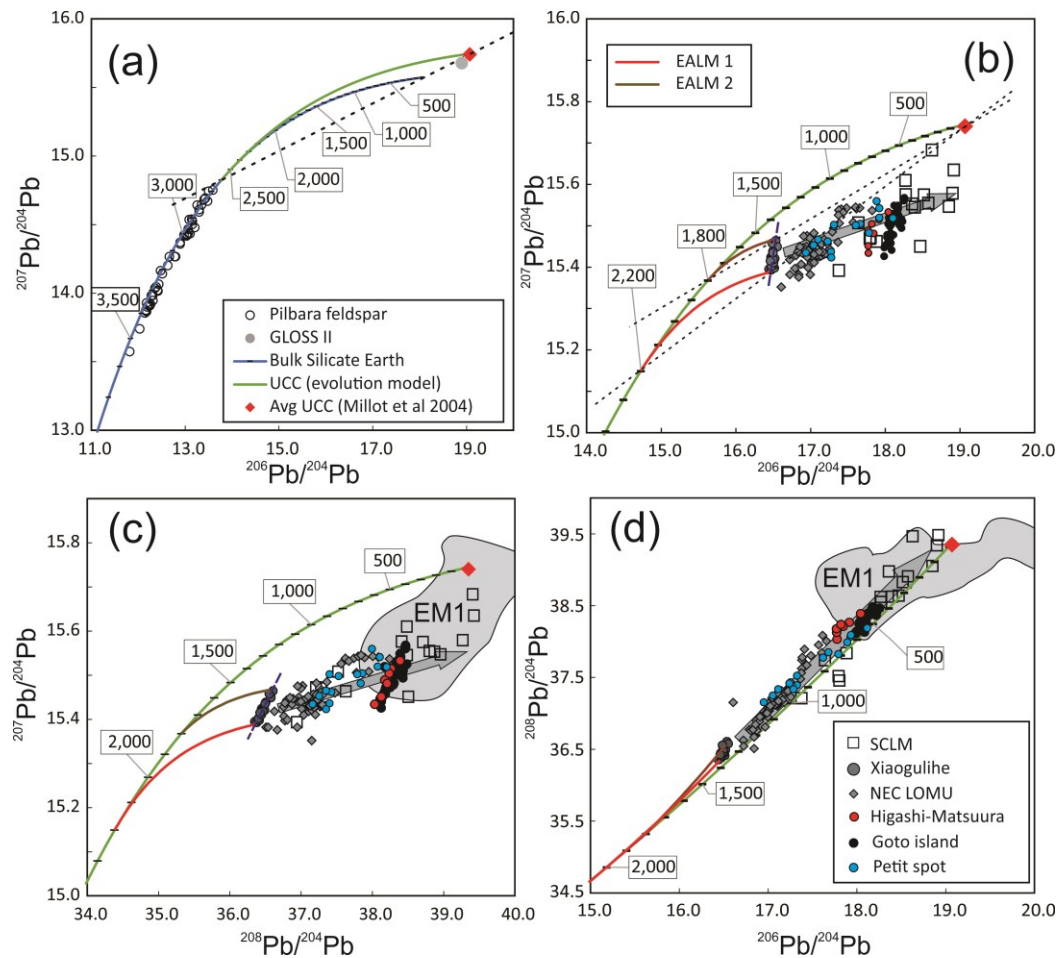 (a)
16.0
15.0
14.0
13.0
²⁰⁷Pb/²⁰⁴Pb
11.0 13.0 15.0 17.0 19.0
²⁰⁶Pb/²⁰⁴Pb
500
1,000
1,500
2,000
2,500
3,000
3,500
Pilbara feldspar
GLOSS II
Bulk Silicate Earth
UCC (evolution model)
Avg UCC (Millot et al 2004)
(b)
16.0
15.8
15.6
15.4
15.2
15.0
²⁰⁷Pb/²⁰⁴Pb
14.0 15.0 16.0 17.0 18.0 19.0 20.0
²⁰⁶Pb/²⁰⁴Pb
EALM 1
EALM 2
500
1,000
1,500
1,800
2,200
(c)
15.8
15.6
15.4
15.2
15.0
²⁰⁷Pb/²⁰⁴Pb
34.0 35.0 36.0 37.0 38.0 39.0 40.0
²⁰⁸Pb/²⁰⁴Pb
500
1,000
1,500
2,000
EM1
(d)
39.5
38.5
37.5
36.5
35.5
34.5
²⁰⁸Pb/²⁰⁴Pb
15.0 16.0 17.0 18.0 19.0 20.0
²⁰⁶Pb/²⁰⁴Pb
EM1
500
1,000
1,500
2,000
SCLM
Xiaogulihe
NEC LOMU
Higashi-Matsuura
Goto island
Petit spot